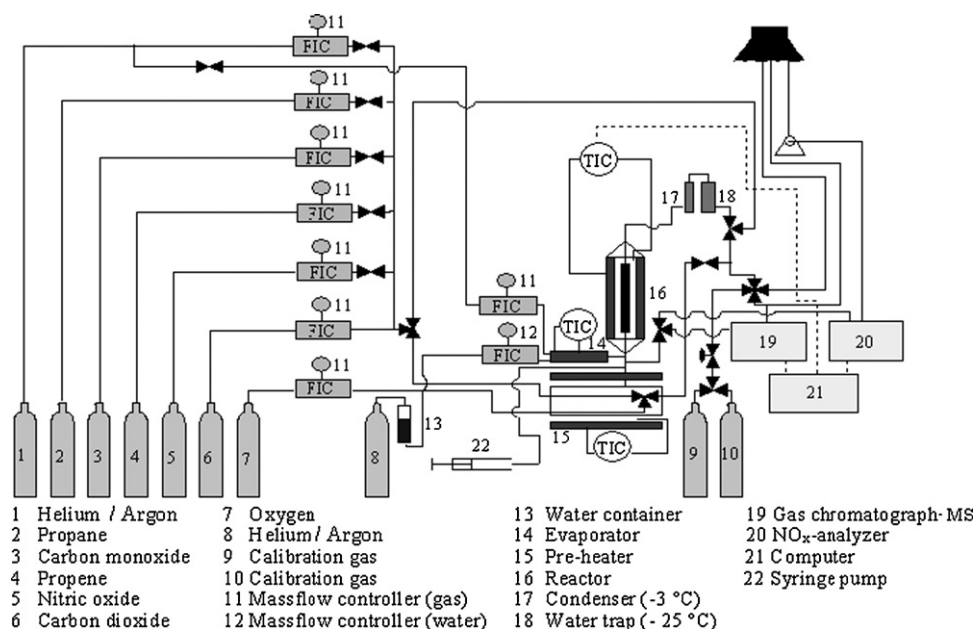 11
FIC
11
FIC
11
FIC
11
FIC
11
FIC
11
FIC
11
FIC
11
FIC
12
FIC
TIC
TIC
14
17
18
16
19
20
21
13
22
15
TIC
1
2
3
4
5
6
7
8
9
10
1 Helium / Argon
2 Propane
3 Carbon monoxide
4 Propene
5 Nitric oxide
6 Carbon dioxide
7 Oxygen
8 Helium/ Argon
9 Calibration gas
10 Calibration gas
11 Massflow controller (gas)
12 Massflow controller (water)
13 Water container
14 Evaporator
15 Pre-heater
16 Reactor
17 Condenser (-3 °C)
18 Water trap (- 25 °C)
19 Gas chromatograph- MS
20 NOx-analyzer
21 Computer
22 Syringe pump